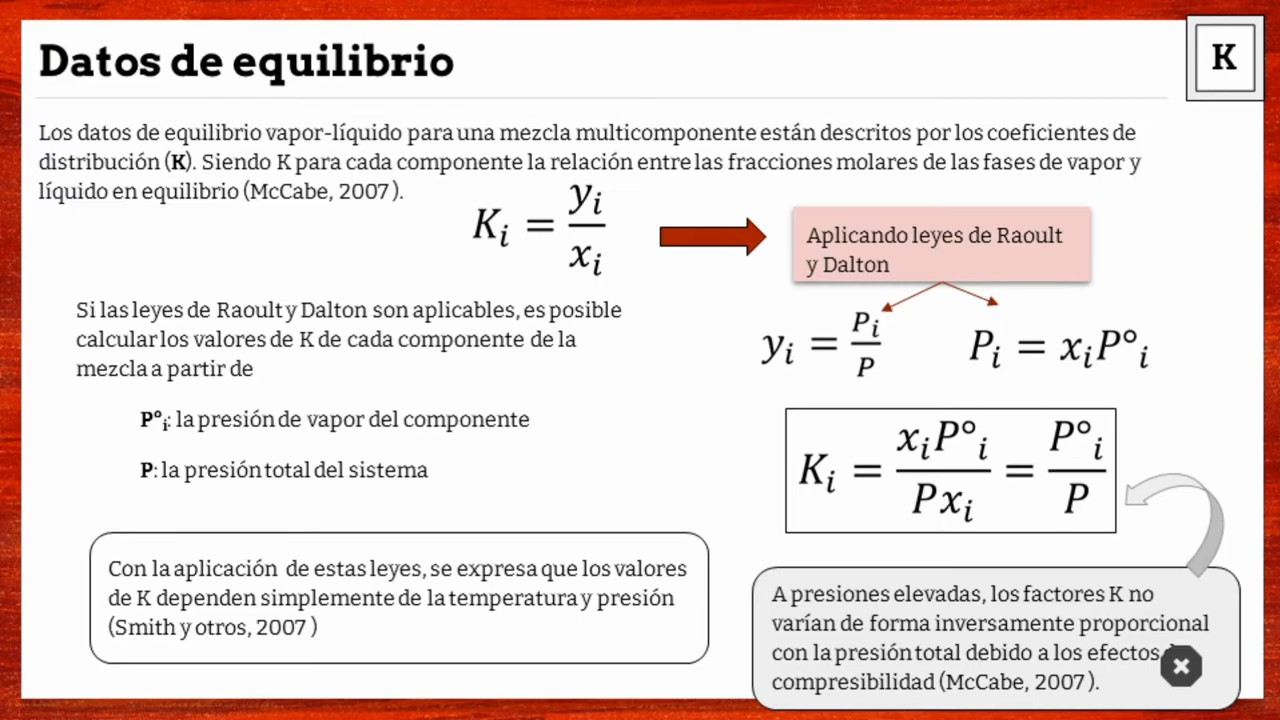 Datos de equilibrio
K
Los datos de equilibrio vapor-líquido para una mezcla multicomponente están descritos por los coeficientes de
distribución (K). Siendo K para cada componente la relación entre las fracciones molares de las fases de vapor y
líquido en equilibrio (McCabe, 2007).
K_i = y_i / x_i
Aplicando leyes de Raoult
y Dalton
Si las leyes de Raoult y Dalton son aplicables, es posible
calcular los valores de K de cada componente de la
mezcla a partir de
y_i = P_i / P
P_i = x_i P°_i
P°_i: la presión de vapor del componente
P: la presión total del sistema
K_i = x_i P°_i / P x_i = P°_i / P
Con la aplicación de estas leyes, se expresa que los valores
de K dependen simplemente de la temperatura y presión
(Smith y otros, 2007)
A presiones elevadas, los factores K no
varían de forma inversamente proporcional
con la presión total debido a los efectos
compresibilidad (McCabe, 2007).